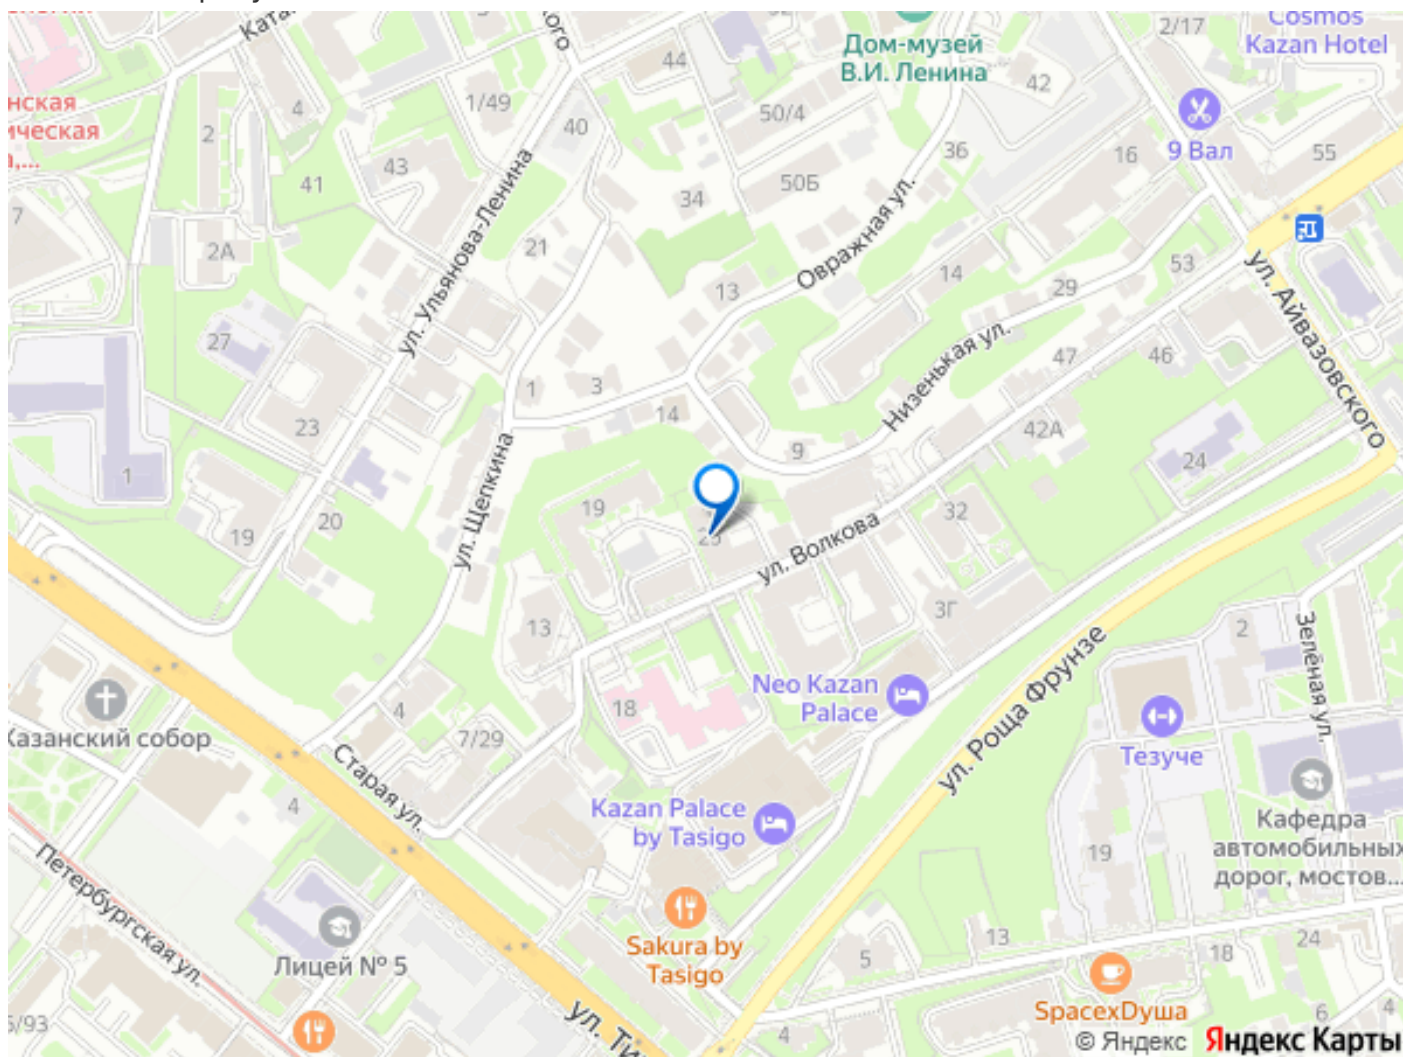 Cosmos
Kazan Hotel
2/17
Дом-музей
В.И. Ленина
44
42
нская
ическая
4
1/49
50/4
9 Вал
2
40
36
16
55
43
41
50Б
34
7
ул. Ульянова-Ленина
21
2А
Овражная ул.
13
14
53
29
ул. Айвазовского
27
Низенькая ул.
47
46
1
3
14
23
42А
9
24
1
ул. Щепкина
19
32
20
19
ул. Волкова
3Г
13
2
Зелёная ул.
ул. Роща Фрунзе
Neo Kazan
Palace
18
4
7/29
Казанский собор
Тезуче
Старая ул.
4
Kazan Palace
by Tasigo
Кафедра
автомобильных
дорог, мостов...
19
Петербургская ул.
Лицей № 5
Sakura by
Tasigo
5
13
18
24
SpacexDуша
6
4
4
ул. Ти
© Яндекс Яндекс Карты